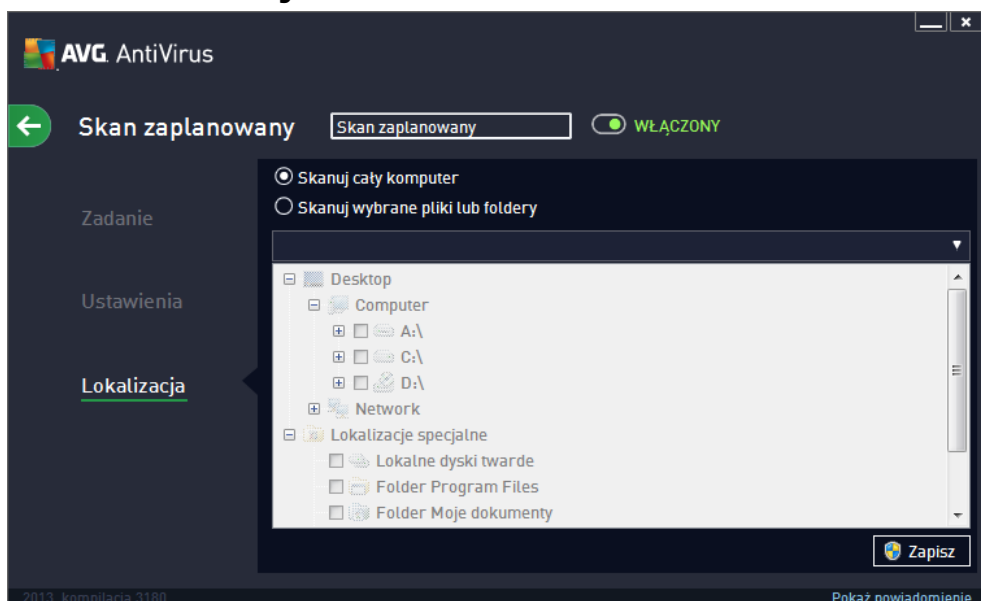 AVG. AntiVirus
Skan zaplanowany
Skan zaplanowany
WŁĄCZONY
Zadanie
Ustawienia
Lokalizacja
Skanuj cały komputer
Skanuj wybrane pliki lub foldery
Desktop
Computer
A:\
C:\
D:\
Network
Lokalizacje specjalne
Lokalne dyski twarde
Folder Program Files
Folder Moje dokumenty
Zapisz
2013 kompilacja 3180
Pokaż powiadomienie